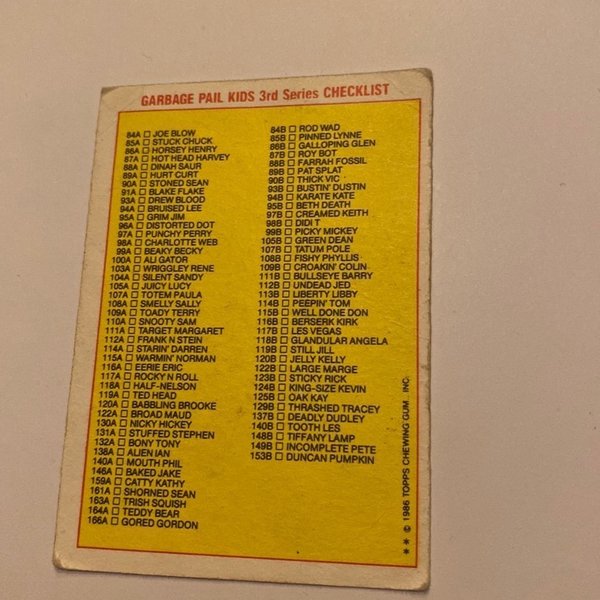 GARBAGE PAIL KIDS 3rd Series CHECKLIST
84A □ JOE BLOW
85A □ STUCK CHUCK
86A □ HORSEY HENRY
87A □ HOT HEAD HARVEY
88A □ DINAH SAUR
89A □ HURT CURT
90A □ STONED SEAN
91A □ BLAKE FLAKE
93A □ DREW BLOOD
94A □ BRUISED LEE
95A □ GRIM JIM
96A □ DISTORTED DOT
97A □ PUNCHY PERRY
98A □ CHARLOTTE WEB
99A □ BEAKY BECKY
100A □ ALI GATOR
103A □ WRIGGLEY RENE
104A □ SILENT SANDY
105A □ JUICY LUCY
107A □ TOTEM PAULA
108A □ SMELLY SALLY
109A □ TOADY TERRY
110A □ SNOOTY SAM
111A □ TARGET MARGARET
112A □ FRANK N STEIN
114A □ STARIN' DARREN
115A □ WARMIN' NORMAN
116A □ EERIE ERIC
117A □ ROCKY N ROLL
118A □ HALF-NELSON
119A □ TED HEAD
120A □ BABBLING BROOKE
122A □ BROAD MAUD
130A □ NICKY HICKEY
131A □ STUFFED STEPHEN
132A □ BONY TONY
138A □ ALIEN IAN
140A □ MOUTH PHIL
146A □ BAKED JAKE
159A □ CATTY KATHY
161A □ SHORNED SEAN
163A □ TRISH SQUISH
164A □ TEDDY BEAR
166A □ GORED GORDON
84B □ ROD WAD
85B □ PINNED LYNNE
86B □ GALLOPING GLEN
87B □ ROY BOT
88B □ FARRAH FOSSIL
89B □ PAT SPLAT
90B □ THICK VIC
93B □ BUSTIN' DUSTIN
94B □ KARATE KATE
95B □ BETH DEATH
97B □ CREAMED KEITH
98B □ DIDI T
99B □ PICKY MICKEY
105B □ GREEN DEAN
107B □ TATUM POLE
108B □ FISHY PHYLLIS
109B □ CROAKIN' COLIN
111B □ BULLSEYE BARRY
112B □ UNDEAD JED
113B □ LIBERTY LIBBY
114B □ PEEPIN' TOM
115B □ WELL DONE DON
116B □ BERSERK KIRK
117B □ LES VEGAS
118B □ GLANDULAR ANGELA
119B □ STILL JILL
120B □ JELLY KELLY
122B □ LARGE MARGE
123B □ STICKY RICK
124B □ KING-SIZE KEVIN
125B □ OAK KAY
129B □ THRASHED TRACEY
137B □ DEADLY DUDLEY
140B □ TOOTH LES
148B □ TIFFANY LAMP
149B □ INCOMPLETE PETE
153B □ DUNCAN PUMPKIN
** © 1986 TOPPS CHEWING GUM, INC.